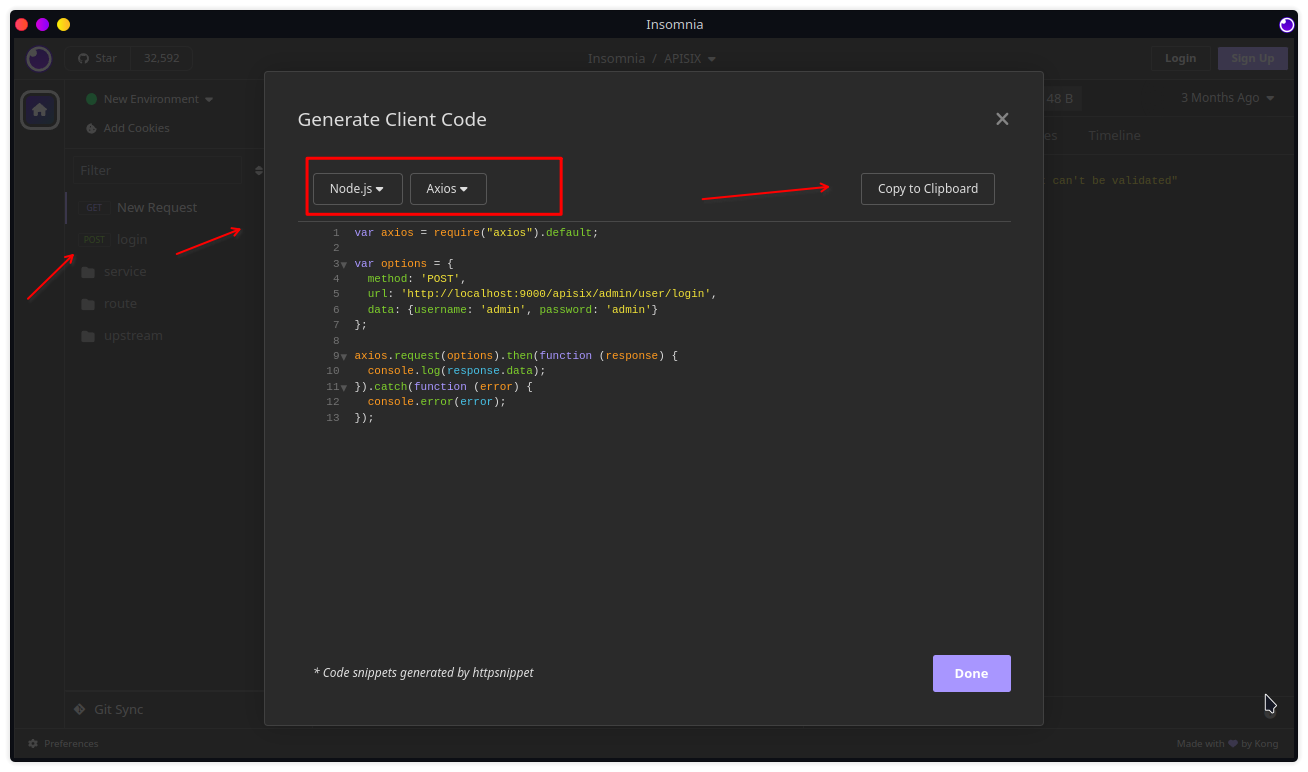 Insomnia
Star 32,592 Insomnia / APISIX Login Sign Up
New Environment 48 B 3 Months Ago
Add Cookies
Generate Client Code
es Timeline
Filter
can't be validated"
Node.js Axios Copy to Clipboard
GET New Request
POST login
service
route
upstream
1 var axios = require("axios").default;
2
3 var options = {
4 method: 'POST',
5 url: 'http://localhost:9000/apisix/admin/user/login',
6 data: {username: 'admin', password: 'admin'}
7 };
8
9 axios.request(options).then(function (response) {
10 console.log(response.data);
11 }).catch(function (error) {
12 console.error(error);
13 });
* Code snippets generated by httpsnippet
Done
Git Sync
Preferences
Made with by Kong